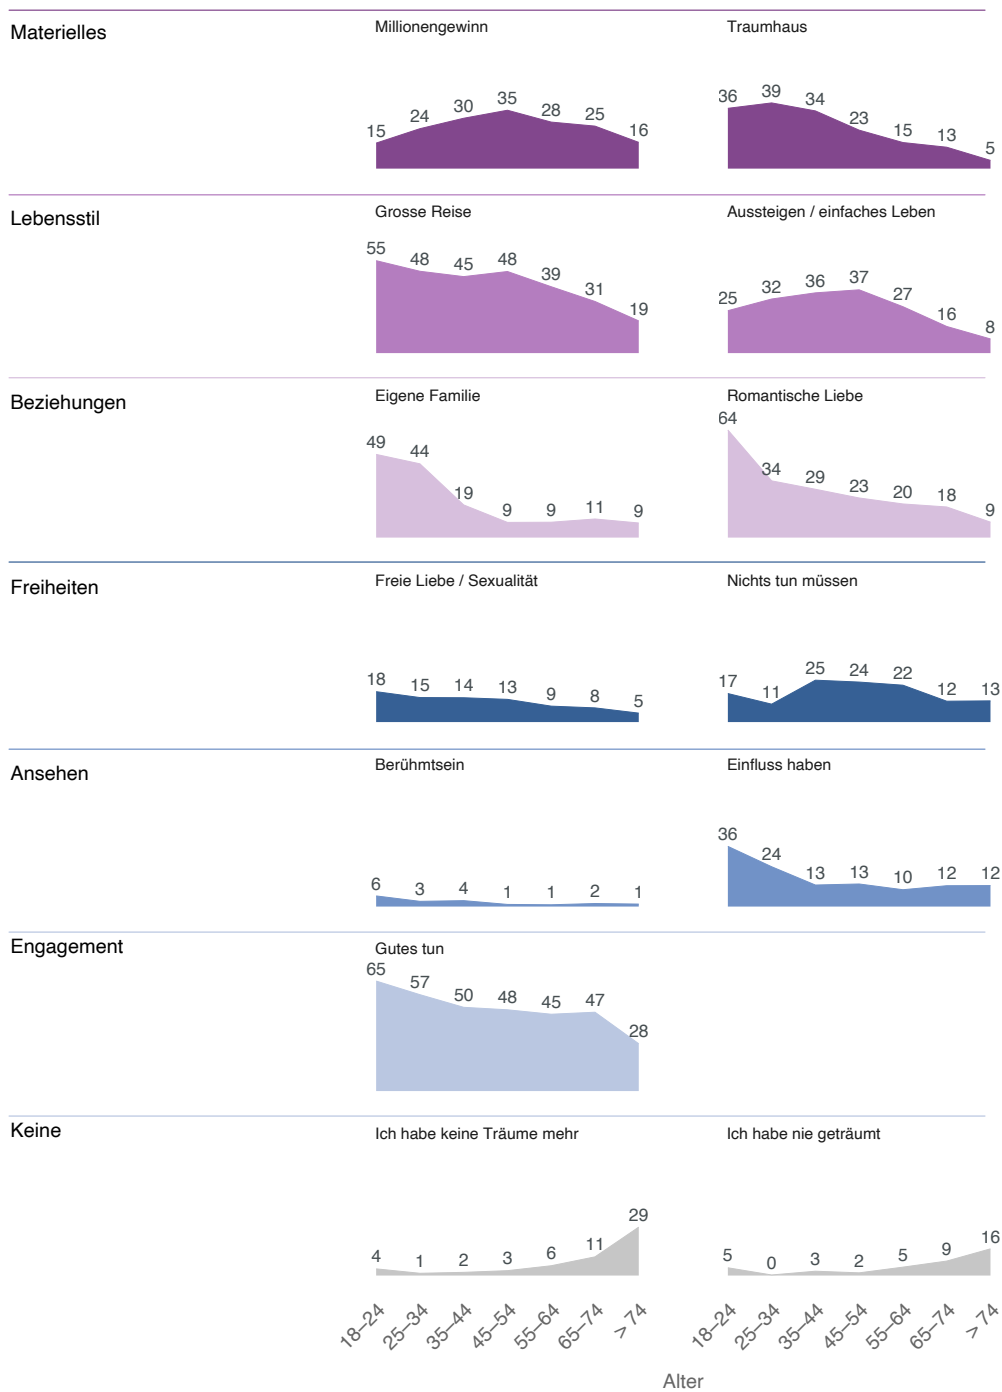 Materielles
Millionengewinn
Traumhaus
15 24 30 35 28 25 16
36 39 34 23 15 13 5
Lebensstil
Grosse Reise
Aussteigen / einfaches Leben
55 48 45 48 39 31 19
25 32 36 37 27 16 8
Beziehungen
Eigene Familie
Romantische Liebe
49 44 19 9 9 11 9
64 34 29 23 20 18 9
Freiheiten
Freie Liebe / Sexualität
Nichts tun müssen
18 15 14 13 9 8 5
17 11 25 24 22 12 13
Ansehen
Berühmtsein
Einfluss haben
6 3 4 1 1 2 1
36 24 13 13 10 12 12
Engagement
Gutes tun
65 57 50 48 45 47 28
Keine
Ich habe keine Träume mehr
Ich habe nie geträumt
4 1 2 3 6 11 29
5 0 3 2 5 9 16
18–24 25–34 35–44 45–54 55–64 65–74 > 74
18–24 25–34 35–44 45–54 55–64 65–74 > 74
Alter